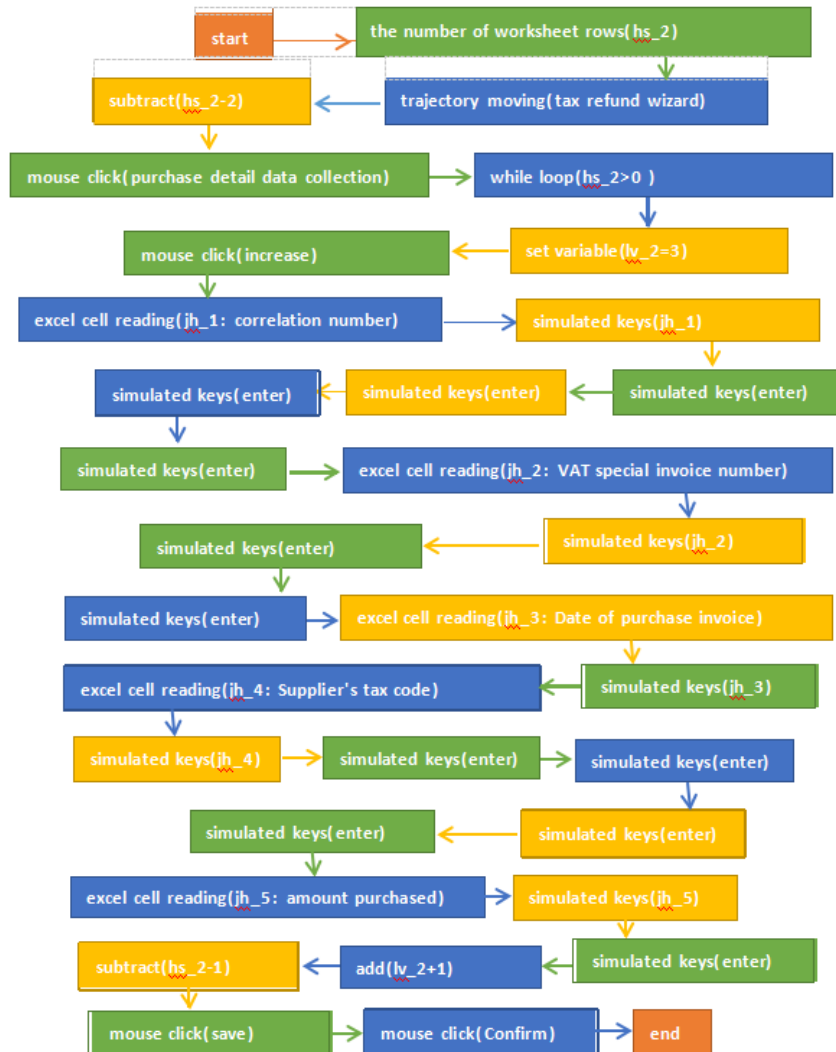 start
the number of worksheet rows(hs_2)
subtract(hs_2-2)
trajectory moving(tax refund wizard)
mouse click(purchase detail data collection)
while loop(hs_2>0 )
mouse click(increase)
set variable(lv_2=3)
excel cell reading(jh_1: correlation number)
simulated keys(jh_1)
simulated keys(enter)
simulated keys(enter)
simulated keys(enter)
simulated keys(enter)
excel cell reading(jh_2: VAT special invoice number)
simulated keys(enter)
simulated keys(jh_2)
simulated keys(enter)
excel cell reading(jh_3: Date of purchase invoice)
excel cell reading(jh_4: Supplier's tax code)
simulated keys(jh_3)
simulated keys(jh_4)
simulated keys(enter)
simulated keys(enter)
simulated keys(enter)
simulated keys(enter)
excel cell reading(jh_5: amount purchased)
simulated keys(jh_5)
subtract(hs_2-1)
add(lv_2+1)
simulated keys(enter)
mouse click(save)
mouse click(Confirm)
end